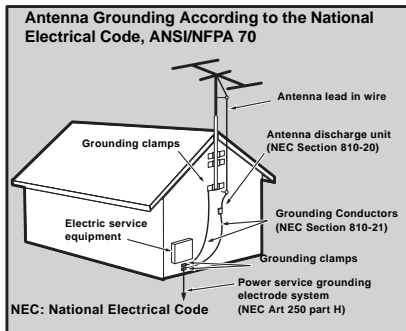 Antenna Grounding According to the National
Electrical Code, ANSI/NFPA 70
Antenna lead in wire
Grounding clamps
Antenna discharge unit
(NEC Section 810-20)
Electric service
equipment
Grounding Conductors
(NEC Section 810-21)
Grounding clamps
Power service grounding
electrode system
(NEC Art 250 part H)
NEC: National Electrical Code